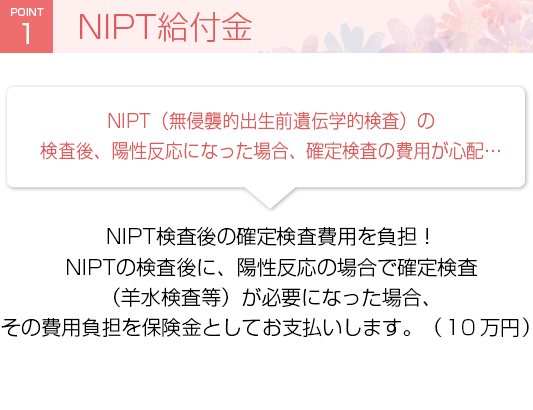 POINT
1
NIPT給付金
NIPT（無侵襲的出生前遺伝学的検査）の
検査後、陽性反応になった場合、確定検査の費用が心配…
NIPT検査後の確定検査費用を負担！
NIPTの検査後に、陽性反応の場合で確定検査
（羊水検査等）が必要になった場合、
その費用負担を保険金としてお支払いします。（10万円）